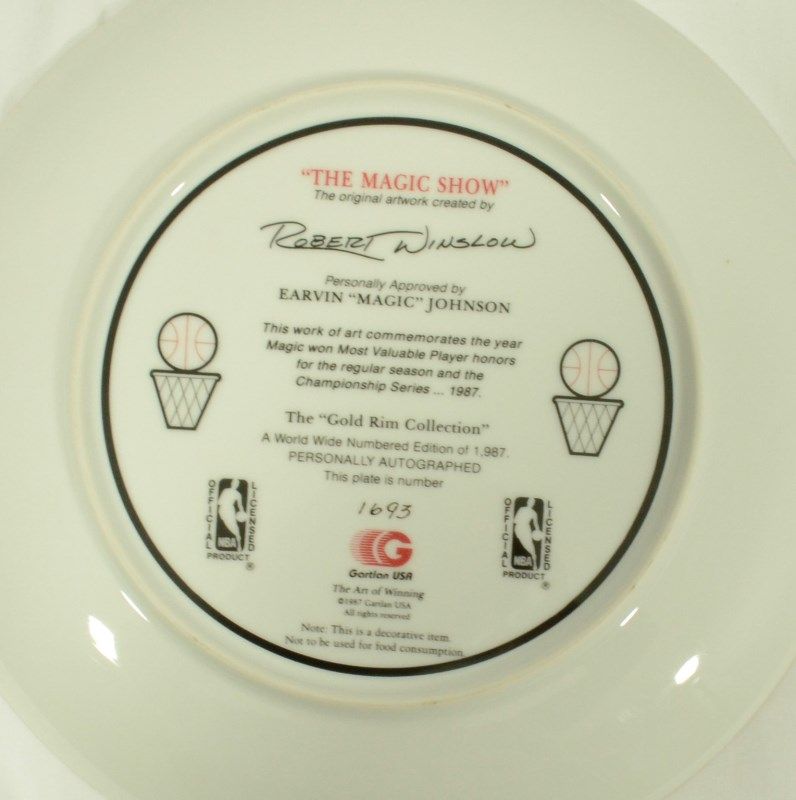 "THE MAGIC SHOW"
The original artwork created by
ROBERT WINSLOW
Personally Approved by
EARVIN "MAGIC" JOHNSON
This work of art commemorates the year
Magic won Most Valuable Player honors
for the regular season and the
Championship Series ... 1987.
The "Gold Rim Collection"
A World Wide Numbered Edition of 1,987.
PERSONALLY AUTOGRAPHED
This plate is number
1693
OFFICIAL LICENSED
NBA
PRODUCT ®
OFFICIAL LICENSED
NBA
PRODUCT ®
G
Gartlan USA
The Art of Winning
©1987 Gartlan USA
All rights reserved
Note: This is a decorative item.
Not to be used for food consumption.